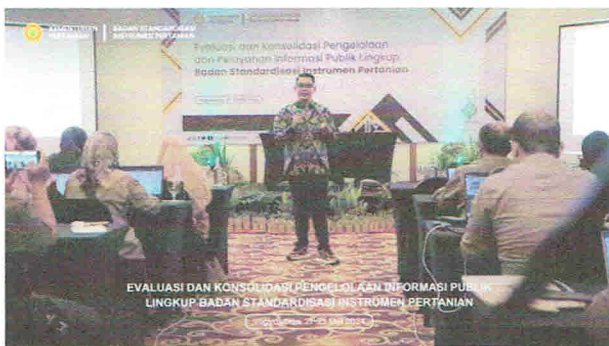 KEMENTERIAN
PERTANIAN
BADAN STANDARDISASI
INSTRUMEN PERTANIAN
Evaluasi dan Konsolidasi Pengelolaan
dan Pelayanan Informasi Publik Lingkup
Badan Standardisasi Instrumen Pertanian
EVALUASI DAN KONSOLIDASI PENGELOLAAN INFORMASI PUBLIK
LINGKUP BADAN STANDARDISASI INSTRUMEN PERTANIAN